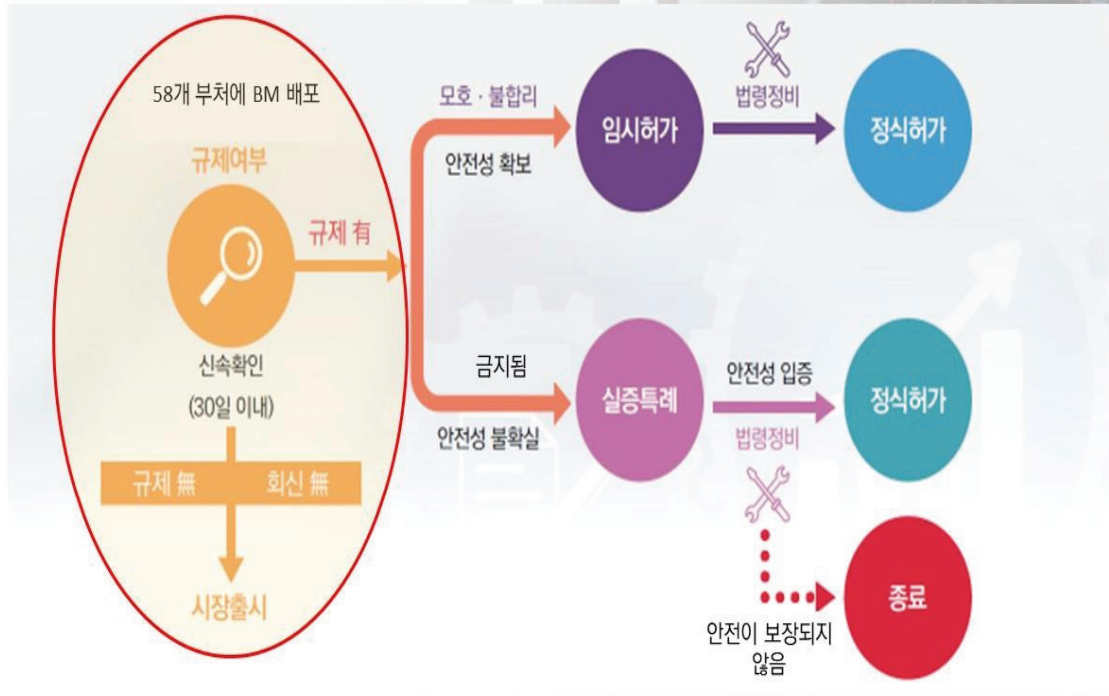 58개 부처에 BM 배포
규제여부
신속확인
(30일 이내)
규제 無
회신 無
시장출시
규제 有
모호 · 불합리
안전성 확보
임시허가
법령정비
정식허가
금지됨
안전성 불확실
실증특례
안전성 입증
법령정비
정식허가
안전이 보장되지
않음
종료